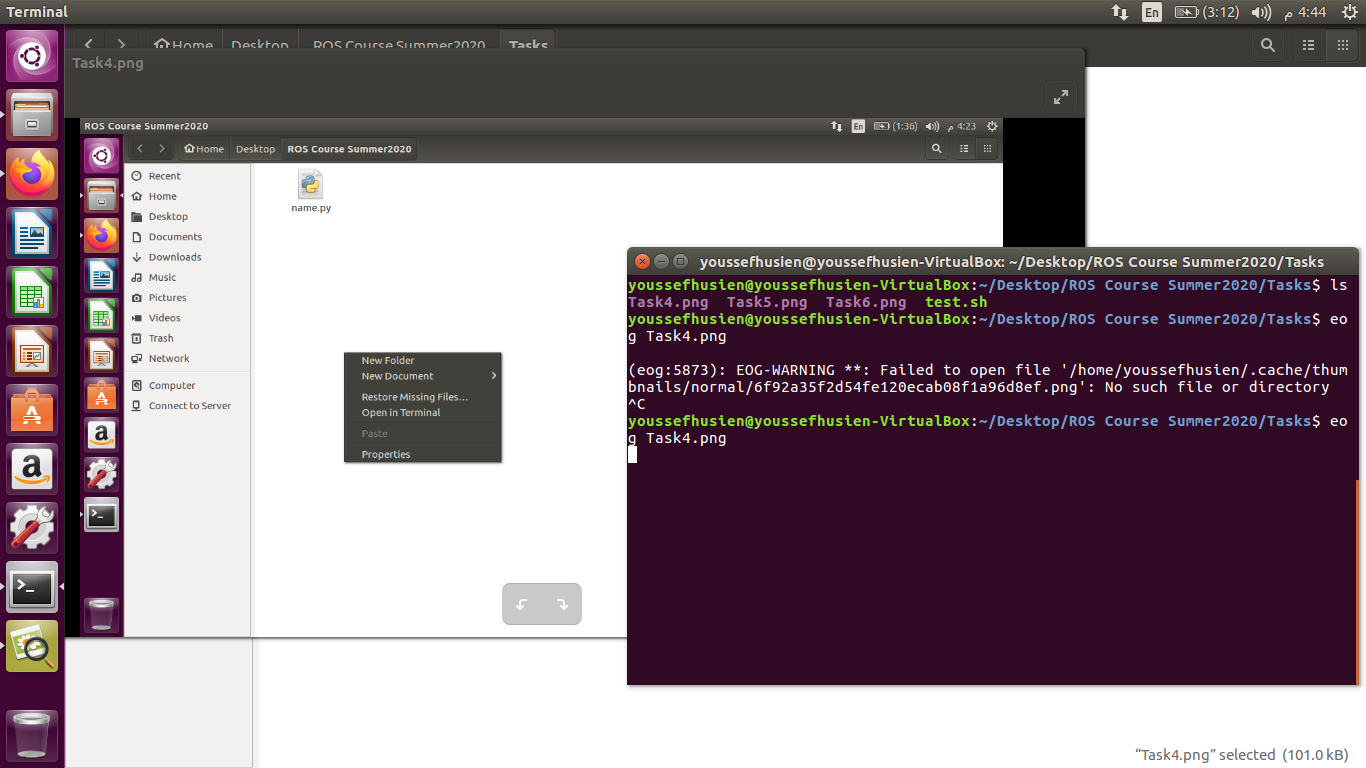 Terminal
En
(3:12)
4:44 م
Home
Desktop
ROS Course Summer2020
Tasks
Task4.png
ROS Course Summer2020
En
(1:36)
4:23 م
Home
Desktop
ROS Course Summer2020
Recent
Home
Desktop
Documents
Downloads
Music
Pictures
Videos
Trash
Network
Computer
Connect to Server
name.py
New Folder
New Document
Restore Missing Files...
Open in Terminal
Paste
Properties
youssefhusien@youssefhusien-VirtualBox: ~/Desktop/ROS Course Summer2020/Tasks
youssefhusien@youssefhusien-VirtualBox:~/Desktop/ROS Course Summer2020/Tasks$ ls
Task4.png Task5.png Task6.png test.sh
youssefhusien@youssefhusien-VirtualBox:~/Desktop/ROS Course Summer2020/Tasks$ eo
g Task4.png
(eog:5873): EOG-WARNING **: Failed to open file '/home/youssefhusien/.cache/thum
bnails/normal/6f92a35f2d54fe120ecab08f1a96d8ef.png': No such file or directory
^C
youssefhusien@youssefhusien-VirtualBox:~/Desktop/ROS Course Summer2020/Tasks$ eo
g Task4.png
“Task4.png” selected (101.0 kB)